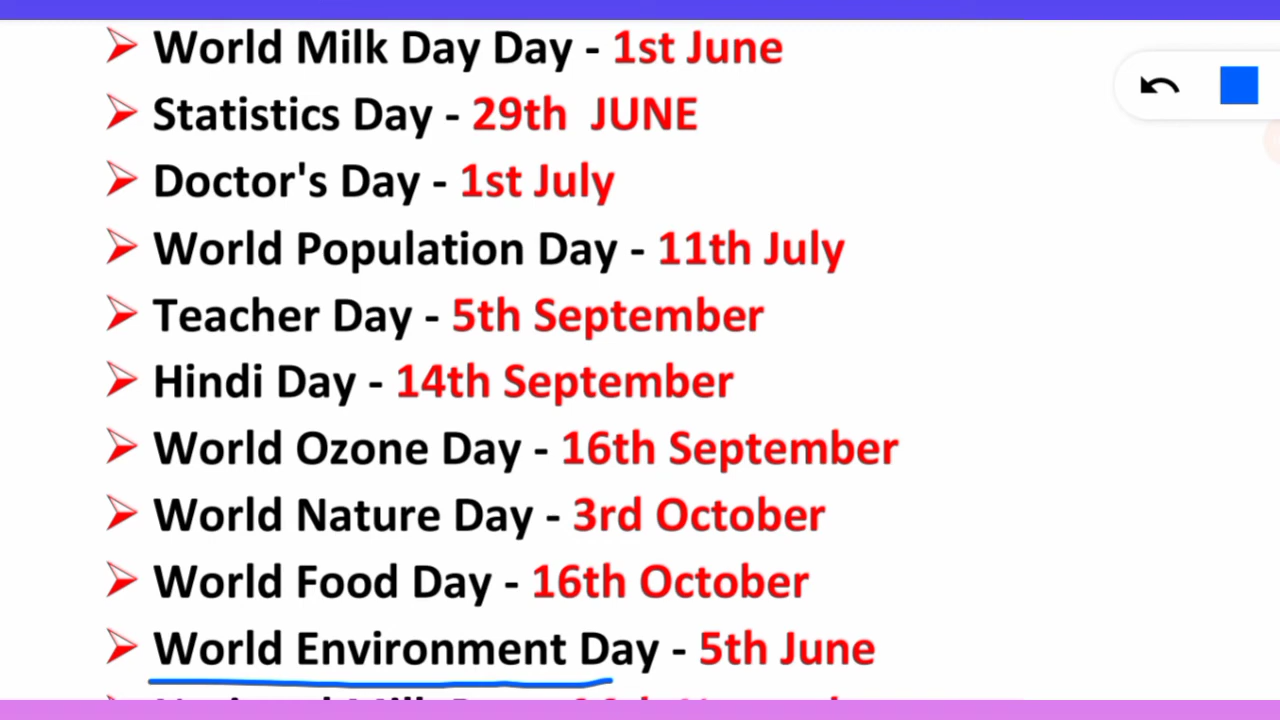 World Milk Day Day - 1st June
Statistics Day - 29th JUNE
Doctor's Day - 1st July
World Population Day - 11th July
Teacher Day - 5th September
Hindi Day - 14th September
World Ozone Day - 16th September
World Nature Day - 3rd October
World Food Day - 16th October
World Environment Day - 5th June